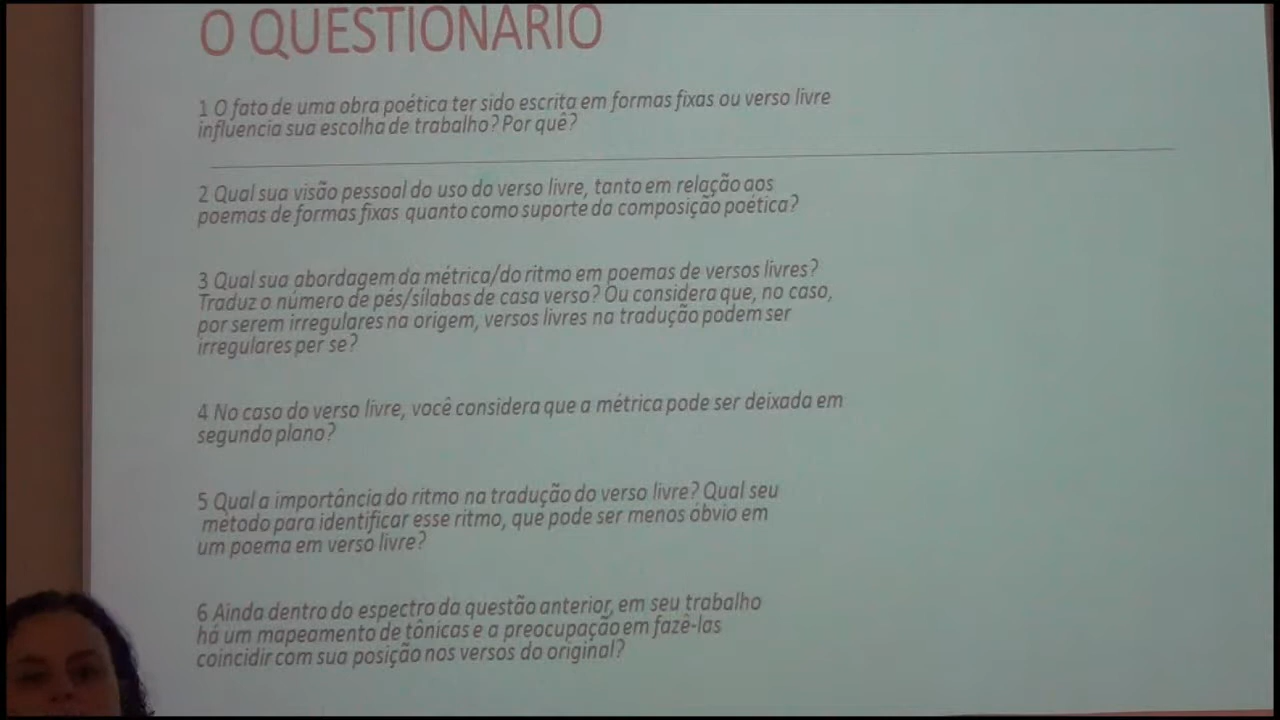 O QUESTIONÁRIO
1 O fato de uma obra poética ter sido escrita em formas fixas ou verso livre
influencia sua escolha de trabalho? Por quê?
2 Qual sua visão pessoal do uso do verso livre, tanto em relação aos
poemas de formas fixas quanto como suporte da composição poética?
3 Qual sua abordagem da métrica/do ritmo em poemas de versos livres?
Traduz o número de pés/sílabas de casa verso? Ou considera que, no caso,
por serem irregulares na origem, versos livres na tradução podem ser
irregulares per se?
4 No caso do verso livre, você considera que a métrica pode ser deixada em
segundo plano?
5 Qual a importância do ritmo na tradução do verso livre? Qual seu
método para identificar esse ritmo, que pode ser menos óbvio em
um poema em verso livre?
6 Ainda dentro do espectro da questão anterior, em seu trabalho
há um mapeamento de tônicas e a preocupação em fazê-las
coincidir com sua posição nos versos do original?